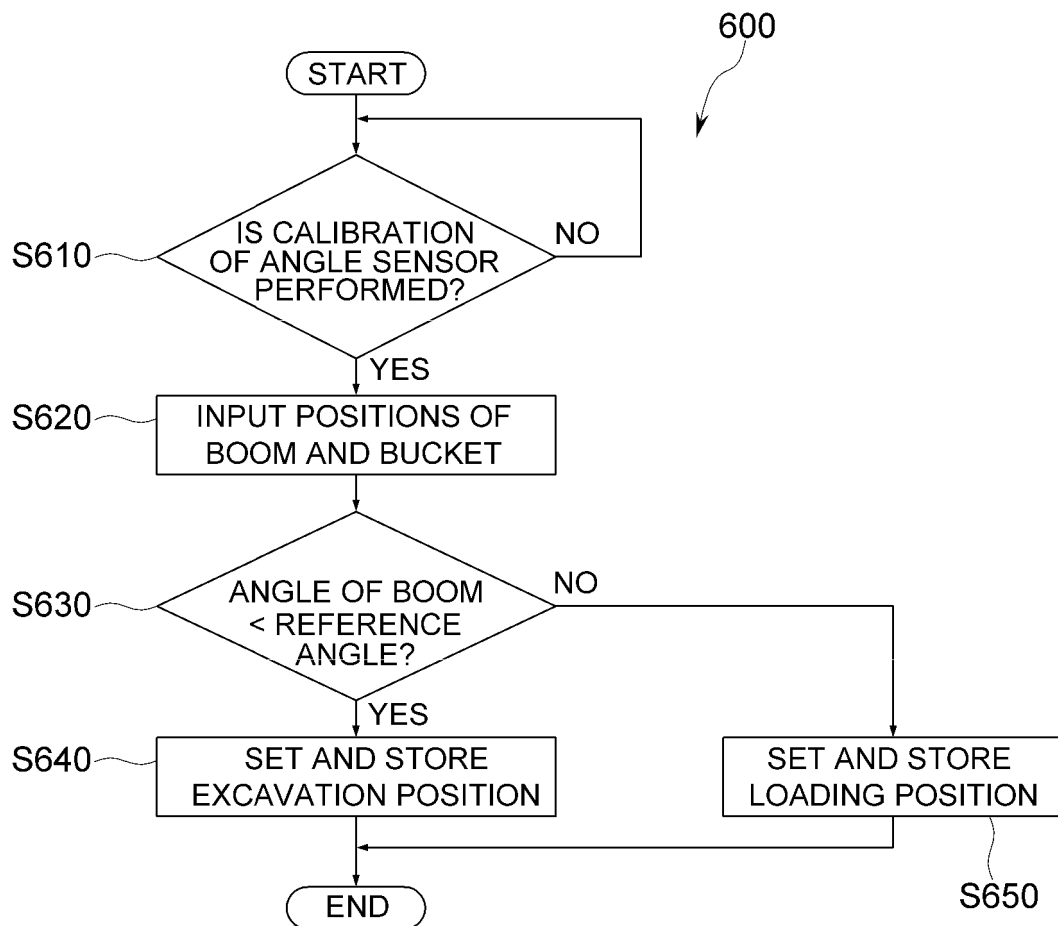 600
START
S610
IS CALIBRATION
OF ANGLE SENSOR
PERFORMED?
NO
YES
S620
INPUT POSITIONS OF
BOOM AND BUCKET
S630
ANGLE OF BOOM
< REFERENCE
ANGLE?
NO
YES
S640
SET AND STORE
EXCAVATION POSITION
SET AND STORE
LOADING POSITION
S650
END